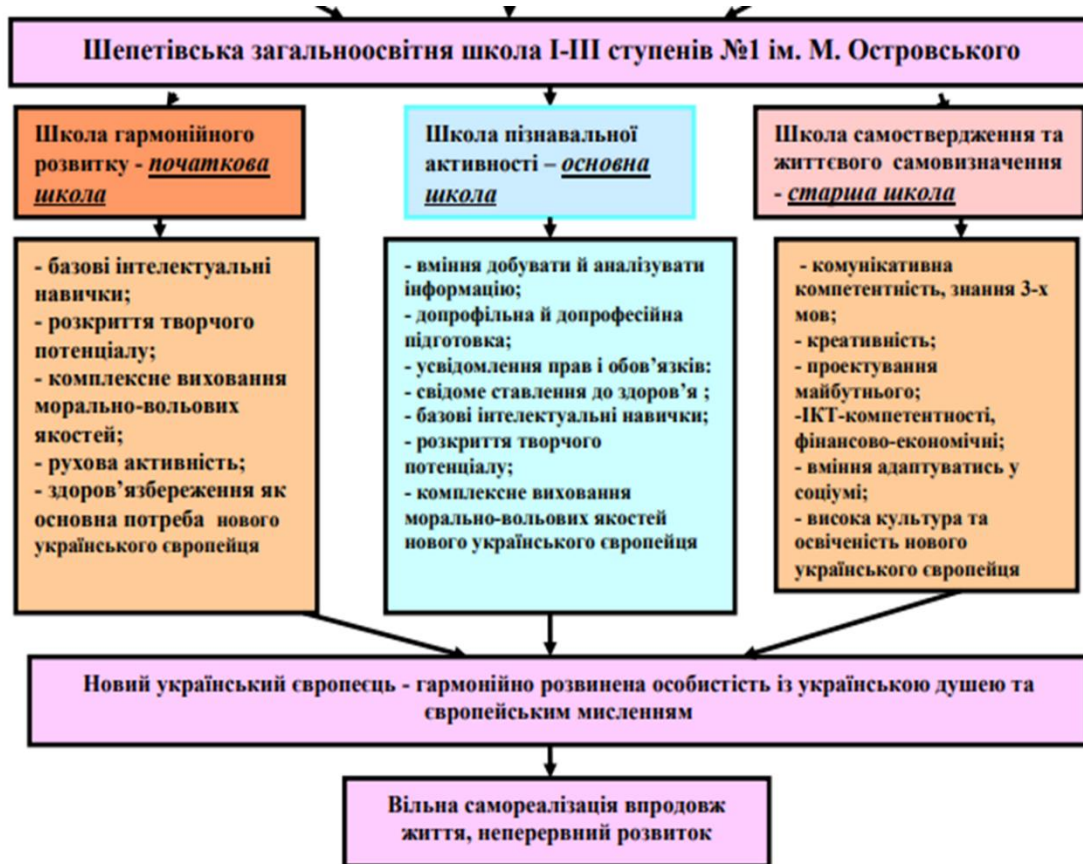 Шепетівська загальноосвітня школа І-ІІІ ступенів №1 ім. М. Островського
Школа гармонійного
розвитку - початкова
школа
Школа пізнавальної
активності – основна
школа
Школа самоствердження та
життєвого самовизначення
- старша школа
- базові інтелектуальні
навички;
- розкриття творчого
потенціалу;
- комплексне виховання
морально-вольових
якостей;
- рухова активність;
- здоров’язбереження як
основна потреба нового
українського європейця
- вміння добувати й аналізувати
інформацію;
- допрофільна й допрофесійна
підготовка;
- усвідомлення прав і обов’язків:
- свідоме ставлення до здоров’я ;
- базові інтелектуальні навички;
- розкриття творчого
потенціалу;
- комплексне виховання
морально-вольових якостей
нового українського європейця
- комунікативна
компетентність, знання 3-х
мов;
- креативність;
- проектування
майбутнього;
-ІКТ-компетентності,
фінансово-економічні;
- вміння адаптуватись у
соціумі;
- висока культура та
освіченість нового
українського європейця
Новий український європеєць - гармонійно розвинена особистість із українською душею та
європейським мисленням
Вільна самореалізація впродовж
життя, неперервний розвиток